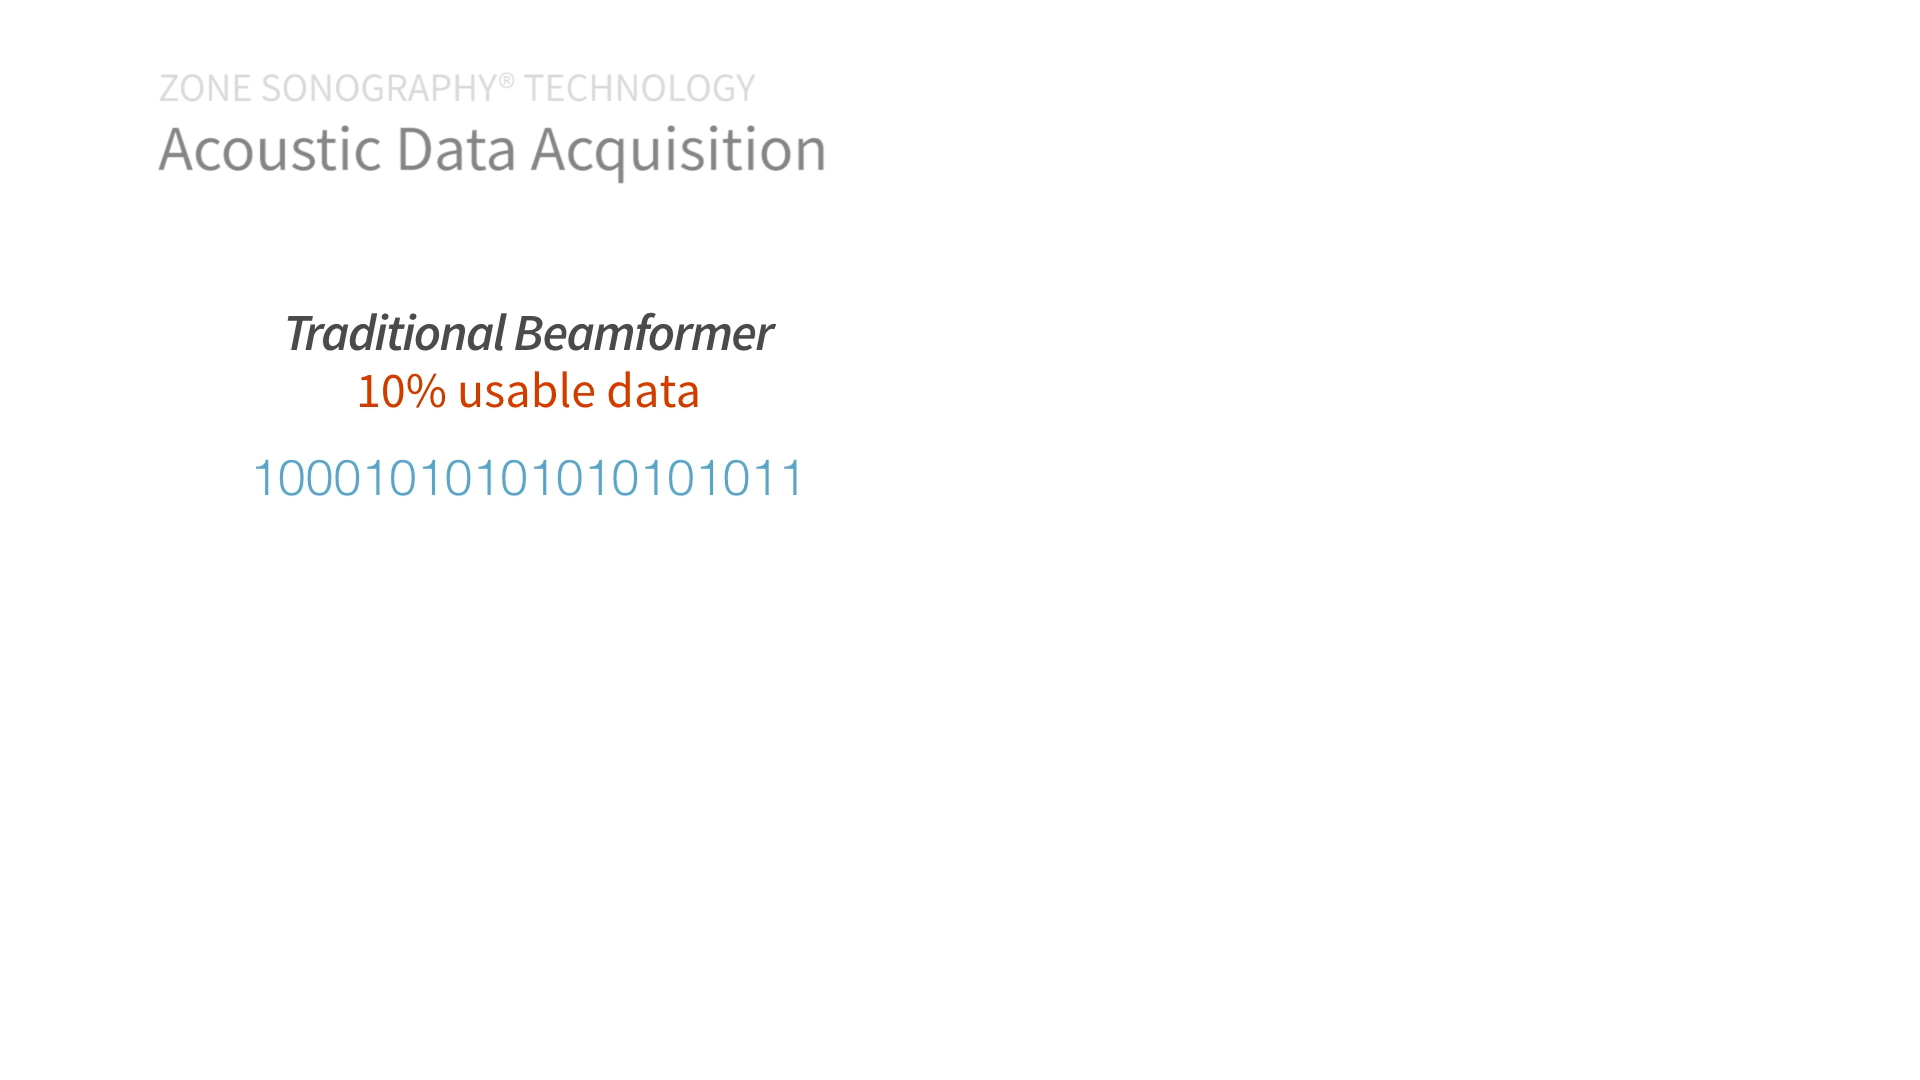 ZONE SONOGRAPHY® TECHNOLOGY
Acoustic Data Acquisition
Traditional Beamformer
10% usable data
10001010101010101011